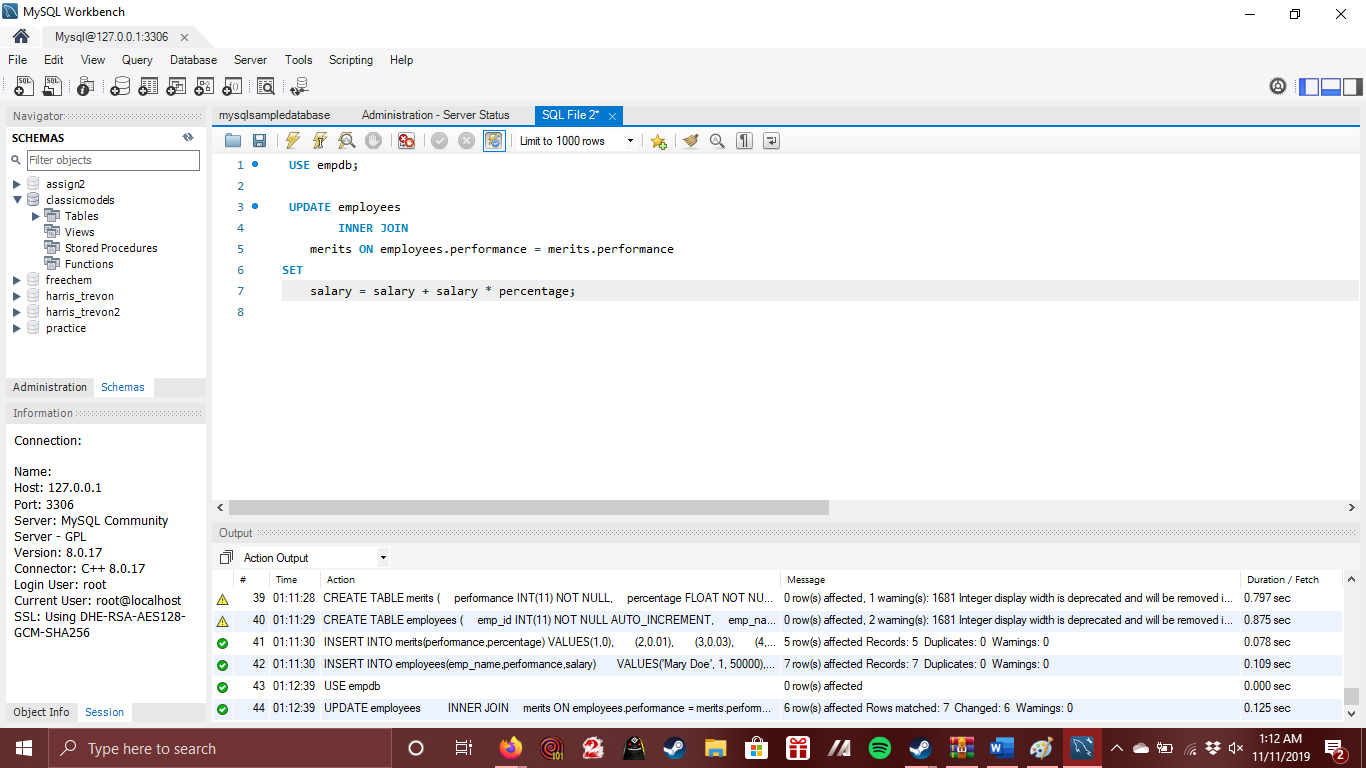 MySQL Workbench
Mysql@127.0.0.1:3306
File Edit View Query Database Server Tools Scripting Help
SQL SQL
Navigator
SCHEMAS
Filter objects
assign2
classicmodels
Tables
Views
Stored Procedures
Functions
freechem
harris_trevon
harris_trevon2
practice
Administration Schemas
Information
Connection:
Name:
Host: 127.0.0.1
Port: 3306
Server: MySQL Community
Server - GPL
Version: 8.0.17
Connector: C++ 8.0.17
Login User: root
Current User: root@localhost
SSL: Using DHE-RSA-AES128-
GCM-SHA256
Object Info Session
mysqlsampledatabase Administration - Server Status SQL File 2*
Limit to 1000 rows
1 USE empdb;
2
3 UPDATE employees
4 INNER JOIN
5 merits ON employees.performance = merits.performance
6 SET
7 salary = salary + salary * percentage;
8
Output
Action Output
# Time Action Message Duration / Fetch
39 01:11:28 CREATE TABLE merits ( performance INT(11) NOT NULL, percentage FLOAT NOT NU... 0 row(s) affected, 1 warning(s): 1681 Integer display width is deprecated and will be removed i... 0.797 sec
40 01:11:29 CREATE TABLE employees ( emp_id INT(11) NOT NULL AUTO_INCREMENT, emp_na... 0 row(s) affected, 2 warning(s): 1681 Integer display width is deprecated and will be removed i... 0.875 sec
41 01:11:30 INSERT INTO merits(performance,percentage) VALUES(1,0), (2,0.01), (3,0.03), (4,... 5 row(s) affected Records: 5 Duplicates: 0 Warnings: 0 0.078 sec
42 01:11:30 INSERT INTO employees(emp_name,performance,salary) VALUES('Mary Doe', 1, 50000),... 7 row(s) affected Records: 7 Duplicates: 0 Warnings: 0 0.109 sec
43 01:12:39 USE empdb 0 row(s) affected 0.000 sec
44 01:12:39 UPDATE employees INNER JOIN merits ON employees.performance = merits.perform... 6 row(s) affected Rows matched: 7 Changed: 6 Warnings: 0 0.125 sec
Type here to search
101
1:12 AM
11/11/2019
2